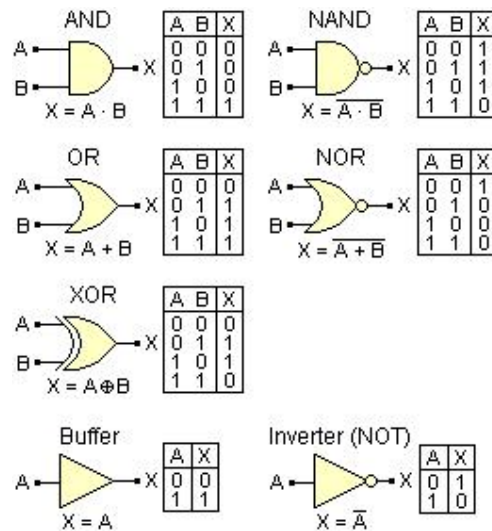 AND
A
B
X
X = A · B
A B X
0 0 0
0 1 0
1 0 0
1 1 1
NAND
A
B
X
X = \overline{A · B}
A B X
0 0 1
0 1 1
1 0 1
1 1 0
OR
A
B
X
X = A + B
A B X
0 0 0
0 1 1
1 0 1
1 1 1
NOR
A
B
X
X = \overline{A + B}
A B X
0 0 1
0 1 0
1 0 0
1 1 0
XOR
A
B
X
X = A⊕B
A B X
0 0 0
0 1 1
1 0 1
1 1 0
Buffer
A
X
X = A
A X
0 0
1 1
Inverter (NOT)
A
X
X = \overline{A}
A X
0 1
1 0